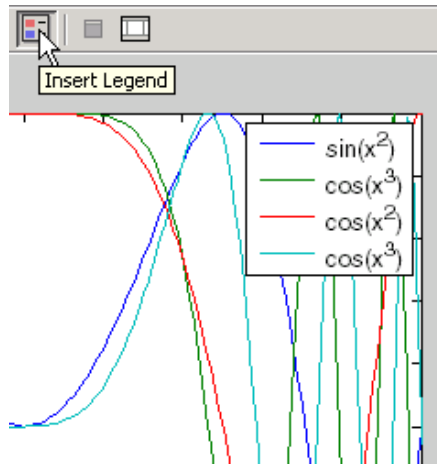 Insert Legend
sin(x²)
cos(x³)
cos(x²)
cos(x³)